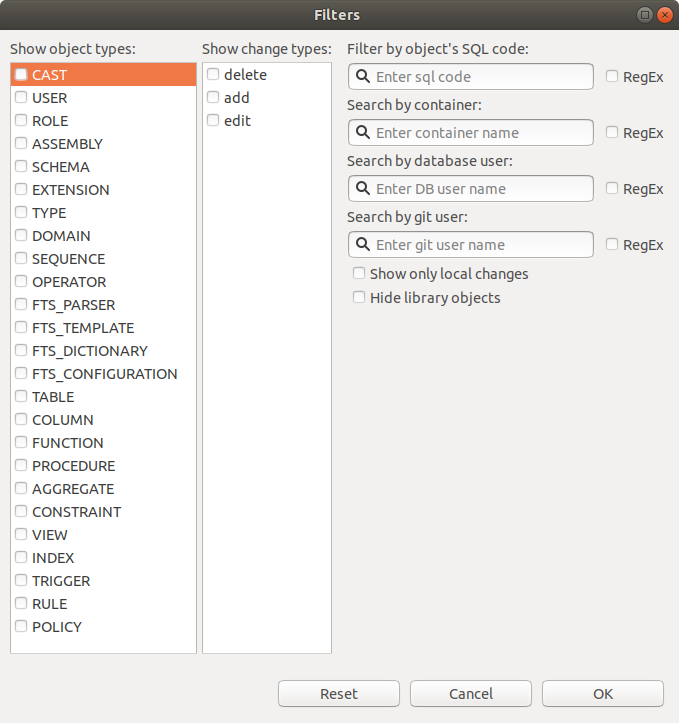 Filters
Show object types:
CAST
USER
ROLE
ASSEMBLY
SCHEMA
EXTENSION
TYPE
DOMAIN
SEQUENCE
OPERATOR
FTS_PARSER
FTS_TEMPLATE
FTS_DICTIONARY
FTS_CONFIGURATION
TABLE
COLUMN
FUNCTION
PROCEDURE
AGGREGATE
CONSTRAINT
VIEW
INDEX
TRIGGER
RULE
POLICY
Show change types:
delete
add
edit
Filter by object's SQL code:
Enter sql code RegEx
Search by container:
Enter container name RegEx
Search by database user:
Enter DB user name RegEx
Search by git user:
Enter git user name RegEx
Show only local changes
Hide library objects
Reset Cancel OK